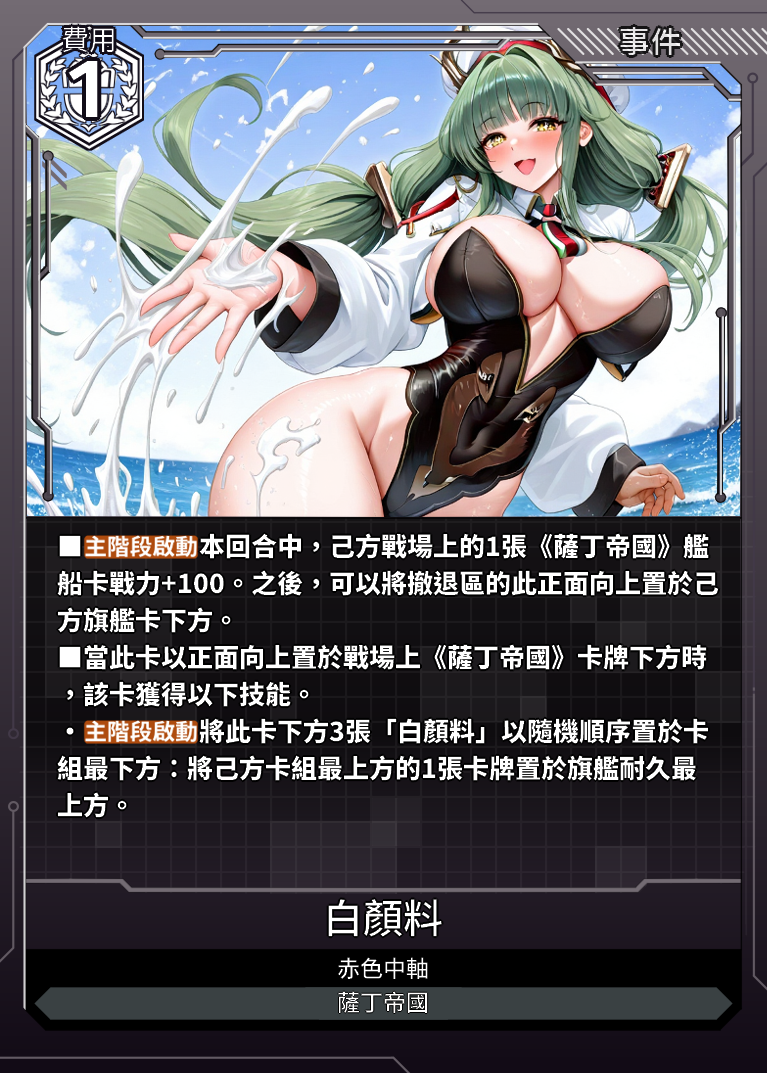 費用
事件
1
■主階段啟動本回合中，己方戰場上的1張《薩丁帝國》艦
船卡戰力+100。之後，可以將撤退區的此正面向上置於己
方旗艦卡下方。
■當此卡以正面向上置於戰場上《薩丁帝國》卡牌下方時
，該卡獲得以下技能。
・主階段啟動將此卡下方3張「白顏料」以隨機順序置於卡
組最下方：將己方卡組最上方的1張卡牌置於旗艦耐久最
上方。
白顏料
赤色中軸
薩丁帝國